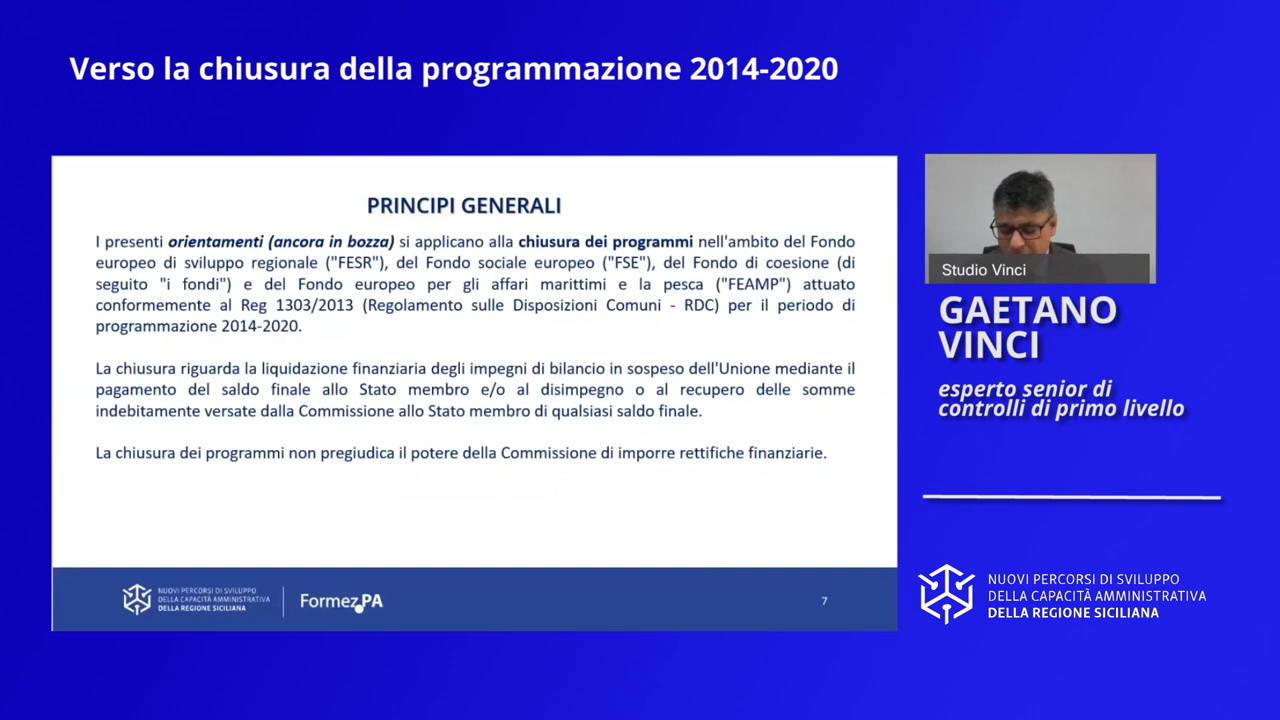 Verso la chiusura della programmazione 2014-2020
PRINCIPI GENERALI
I presenti orientamenti (ancora in bozza) si applicano alla chiusura dei programmi nell'ambito del Fondo
europeo di sviluppo regionale ("FESR"), del Fondo sociale europeo ("FSE"), del Fondo di coesione (di
seguito "i fondi") e del Fondo europeo per gli affari marittimi e la pesca ("FEAMP") attuato
conformemente al Reg 1303/2013 (Regolamento sulle Disposizioni Comuni - RDC) per il periodo di
programmazione 2014-2020.
La chiusura riguarda la liquidazione finanziaria degli impegni di bilancio in sospeso dell'Unione mediante il
pagamento del saldo finale allo Stato membro e/o al disimpegno o al recupero delle somme
indebitamente versate dalla Commissione allo Stato membro di qualsiasi saldo finale.
La chiusura dei programmi non pregiudica il potere della Commissione di imporre rettifiche finanziarie.
NUOVI PERCORSI DI SVILUPPO
DELLA CAPACITÀ AMMINISTRATIVA
DELLA REGIONE SICILIANA
Formez PA
7
Studio Vinci
GAETANO
VINCI
esperto senior di
controlli di primo livello
NUOVI PERCORSI DI SVILUPPO
DELLA CAPACITÀ AMMINISTRATIVA
DELLA REGIONE SICILIANA